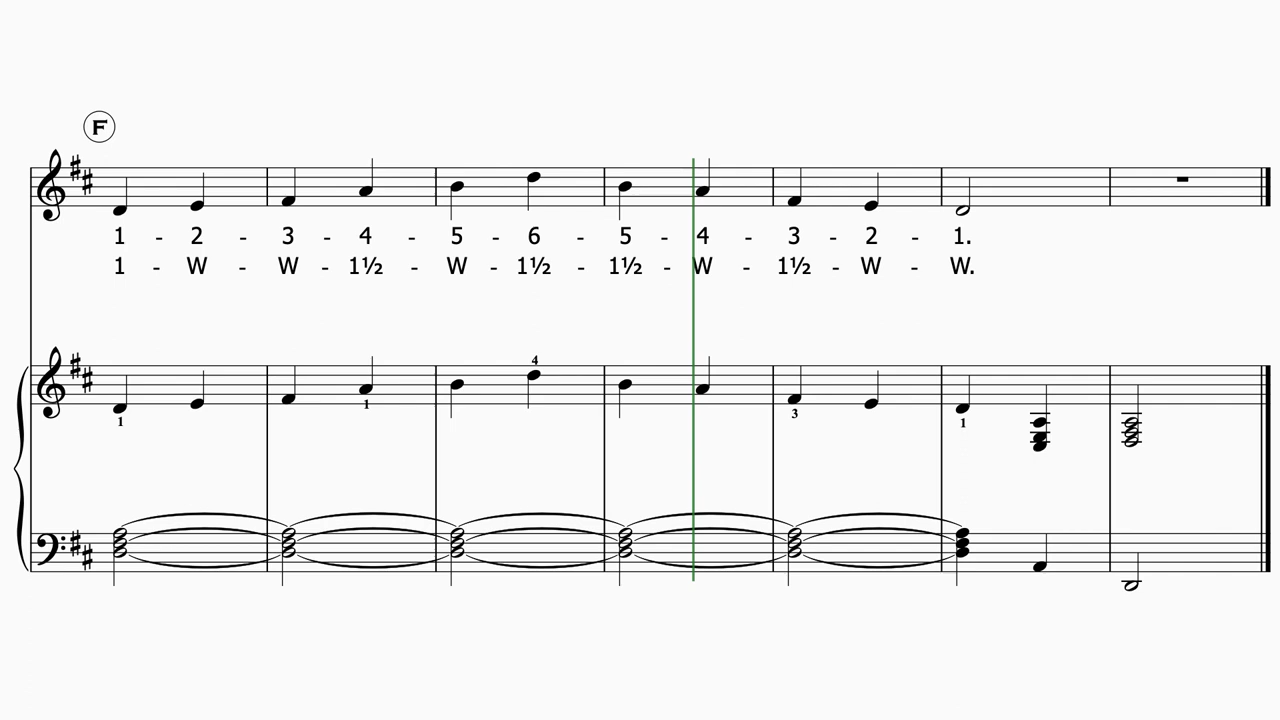 F
1 - 2 - 3 - 4 - 5 - 6 - 5 - 4 - 3 - 2 - 1.
1 - W - W - 1½ - W - 1½ - 1½ - W - 1½ - W - W.
4
1 1 3 1